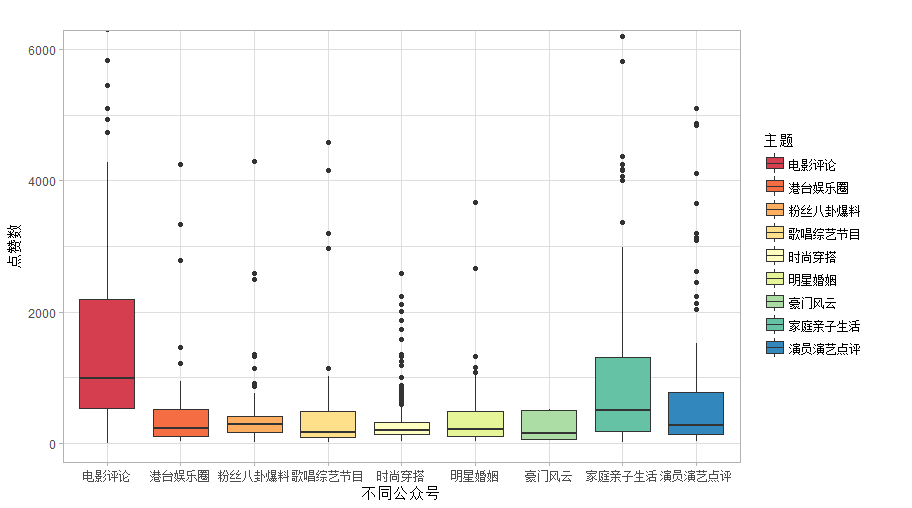 6000
4000
2000
0
点赞数
电影评论 港台娱乐圈 粉丝八卦爆料 歌唱综艺节目 时尚穿搭 明星婚姻 豪门风云 家庭亲子生活 演员演艺点评
不同公众号
主题
电影评论
港台娱乐圈
粉丝八卦爆料
歌唱综艺节目
时尚穿搭
明星婚姻
豪门风云
家庭亲子生活
演员演艺点评